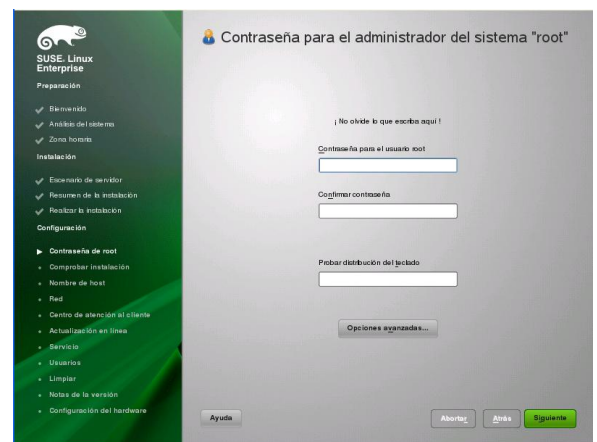 SUSE. Linux
Enterprise
Preparación
Bienvenido
Análisis del sistema
Zona horaria
Instalación
Escenario de servidor
Resumen de la instalación
Realizar la instalación
Configuración
Contraseña de root
Comprobar instalación
Nombre de host
Red
Centro de atención al cliente
Actualización en línea
Servicio
Usuarios
Limpiar
Notas de la versión
Configuración del hardware
Contraseña para el administrador del sistema "root"
¡ No olvide lo que escriba aquí !
Contraseña para el usuario root
Confirmar contraseña
Probar distribución del teclado
Opciones avanzadas...
Ayuda
Abortar
Atrás
Siguiente